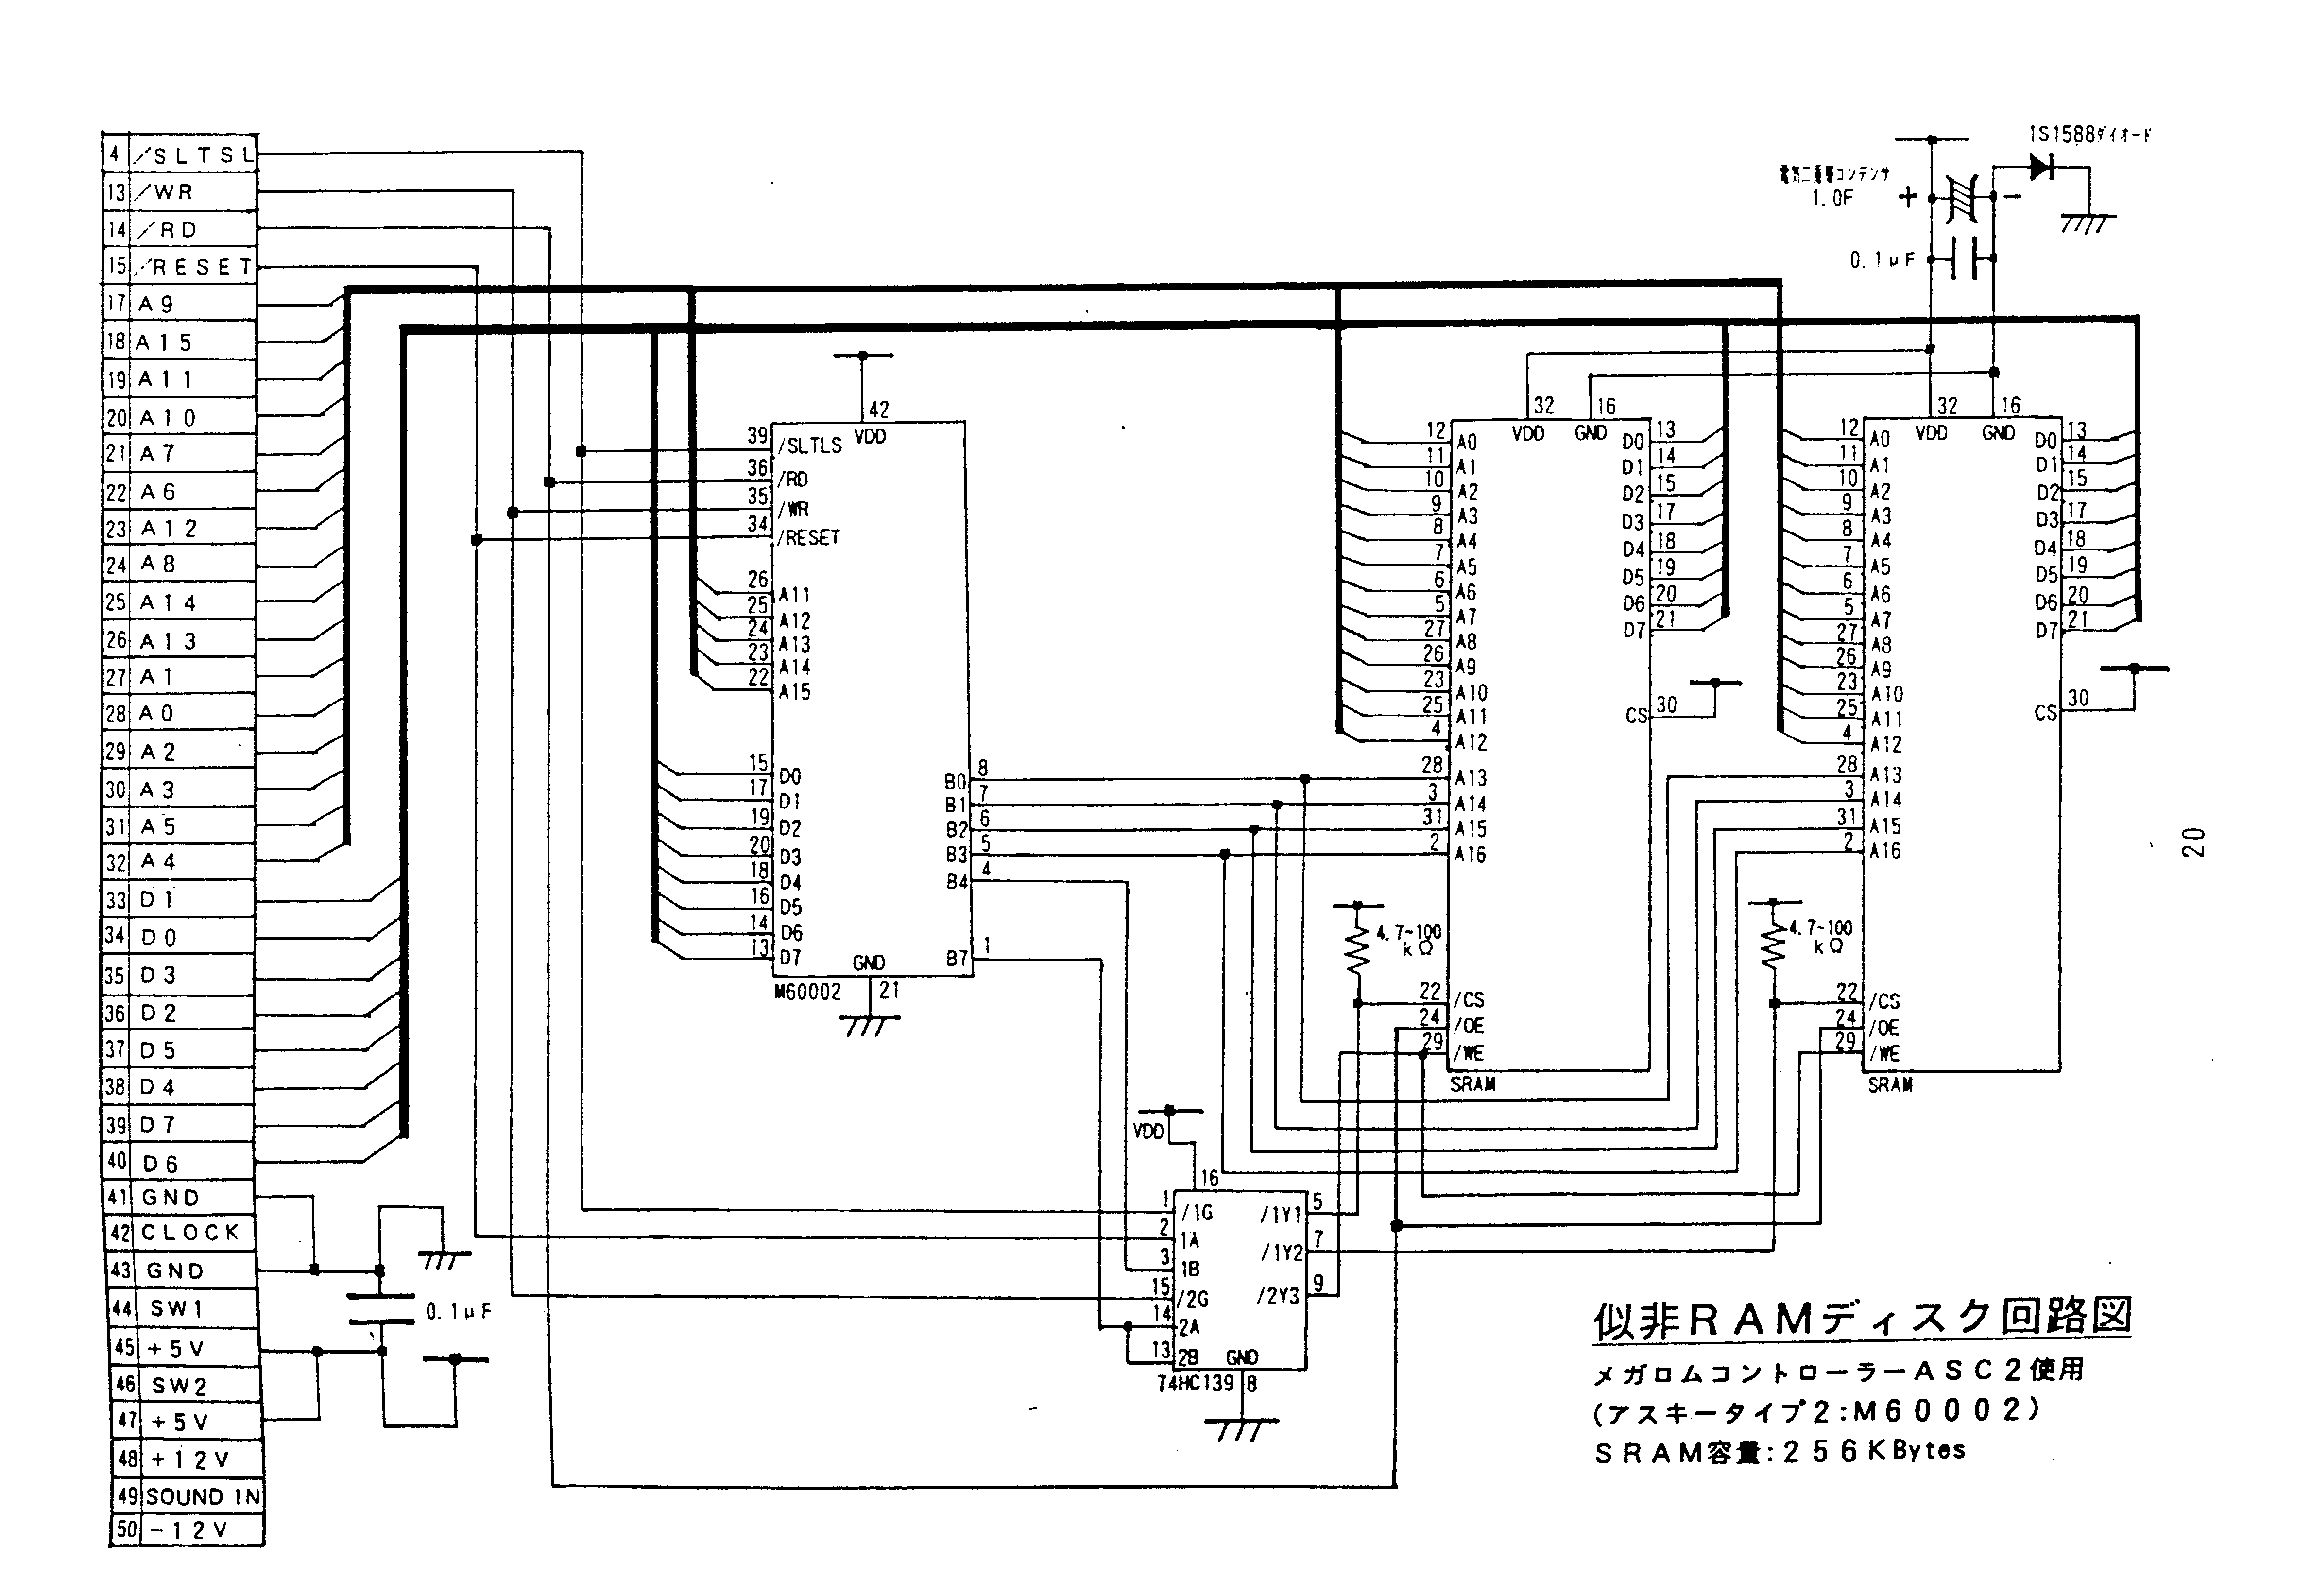 4 /SLTSL
13 /WR
14 /RD
15 /RESET
17 A9
18 A15
19 A11
20 A10
21 A7
22 A6
23 A12
24 A8
25 A14
26 A13
27 A1
28 A0
29 A2
30 A3
31 A5
32 A4
33 D1
34 D0
35 D3
36 D2
37 D5
38 D4
39 D7
40 D6
41 GND
42 CLOCK
43 GND
44 SW1
45 +5V
46 SW2
47 +5V
48 +12V
49 SOUND IN
50 -12V
0.1μF
42
VDD
39 /SLTLS
36 /RD
35 /WR
34 /RESET
26 A11
25 A12
24 A13
23 A14
22 A15
15 D0
17 D1
19 D2
20 D3
18 D4
16 D5
14 D6
13 D7
B0 8
B1 7
B2 6
B3 5
B4 4
B7 1
GND
M60002 21
VDD
16
1 /1G
2 1A
3 1B
15 /2G
14 2A
13 2B
/1Y1 5
/1Y2 7
/2Y3 9
GND
74HC139 8
32 16
VDD GND
12 A0
11 A1
10 A2
9 A3
8 A4
7 A5
6 A6
5 A7
27 A8
26 A9
23 A10
25 A11
4 A12
28 A13
3 A14
31 A15
2 A16
4.7~100
kΩ
22 /CS
24 /OE
29 /WE
D0 13
D1 14
D2 15
D3 17
D4 18
D5 19
D6 20
D7 21
CS 30
SRAM
1S1588ダイオード
電気二重層コンデンサ
1.0F
+ -
0.1μF
32 16
VDD GND
12 A0
11 A1
10 A2
9 A3
8 A4
7 A5
6 A6
5 A7
27 A8
26 A9
23 A10
25 A11
4 A12
28 A13
3 A14
31 A15
2 A16
4.7~100
kΩ
22 /CS
24 /OE
29 /WE
D0 13
D1 14
D2 15
D3 17
D4 18
D5 19
D6 20
D7 21
CS 30
SRAM
20
似非RAMディスク回路図
メガロムコントローラーASC2使用
(アスキータイプ2:M60002)
SRAM容量:256KBytes